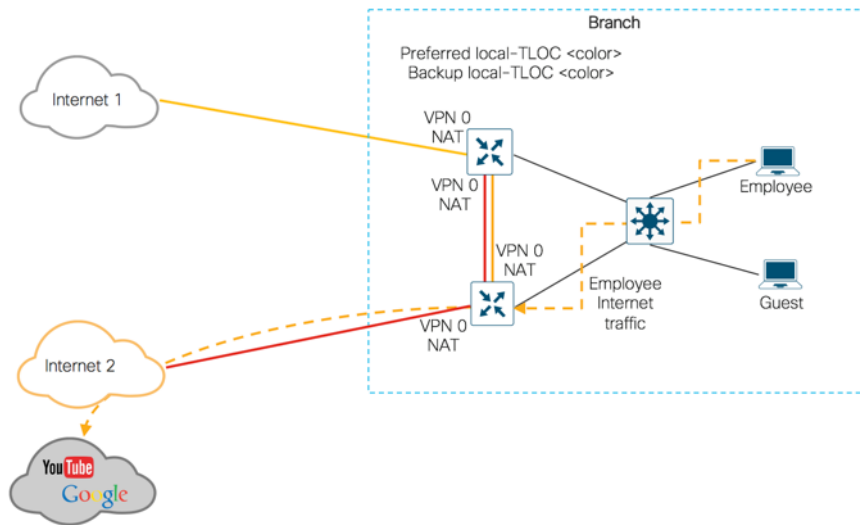 Branch
Preferred local-TLOC <color>
Backup local-TLOC <color>
Internet 1
VPN 0
NAT
VPN 0
NAT
Employee
VPN 0
NAT
Employee
Internet
traffic
Guest
VPN 0
NAT
Internet 2
YouTube
Google